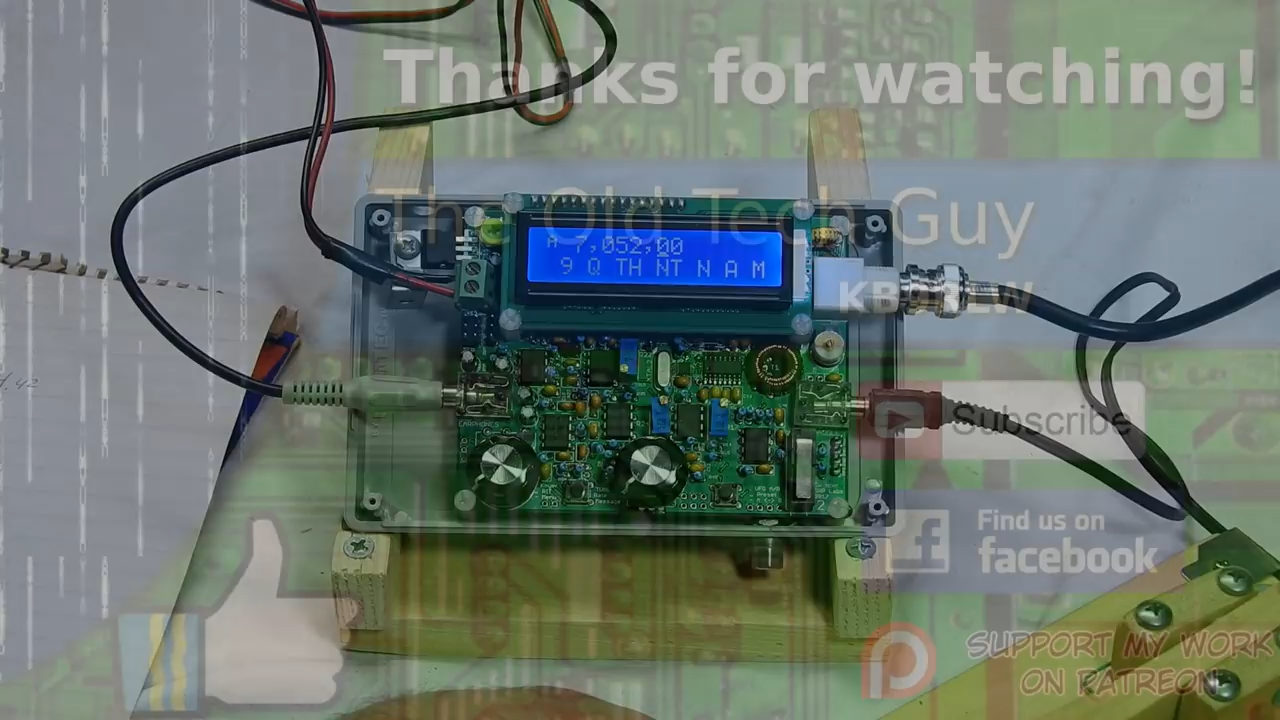 Thanks for watching!
The Old Tech Guy
A 7,052,00
9 Q TH NT N A M
Subscribe
EARPHONES
Find us on
facebook
SUPPORT MY WORK
ON PATREON